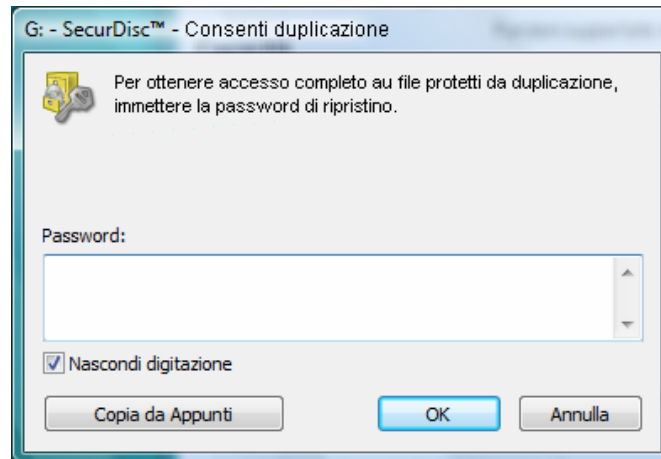 G: - SecurDisc™ - Consenti duplicazione
Per ottenere accesso completo au file protetti da duplicazione,
immettere la password di ripristino.
Password:
Nascondi digitazione
Copia da Appunti
OK
Annulla